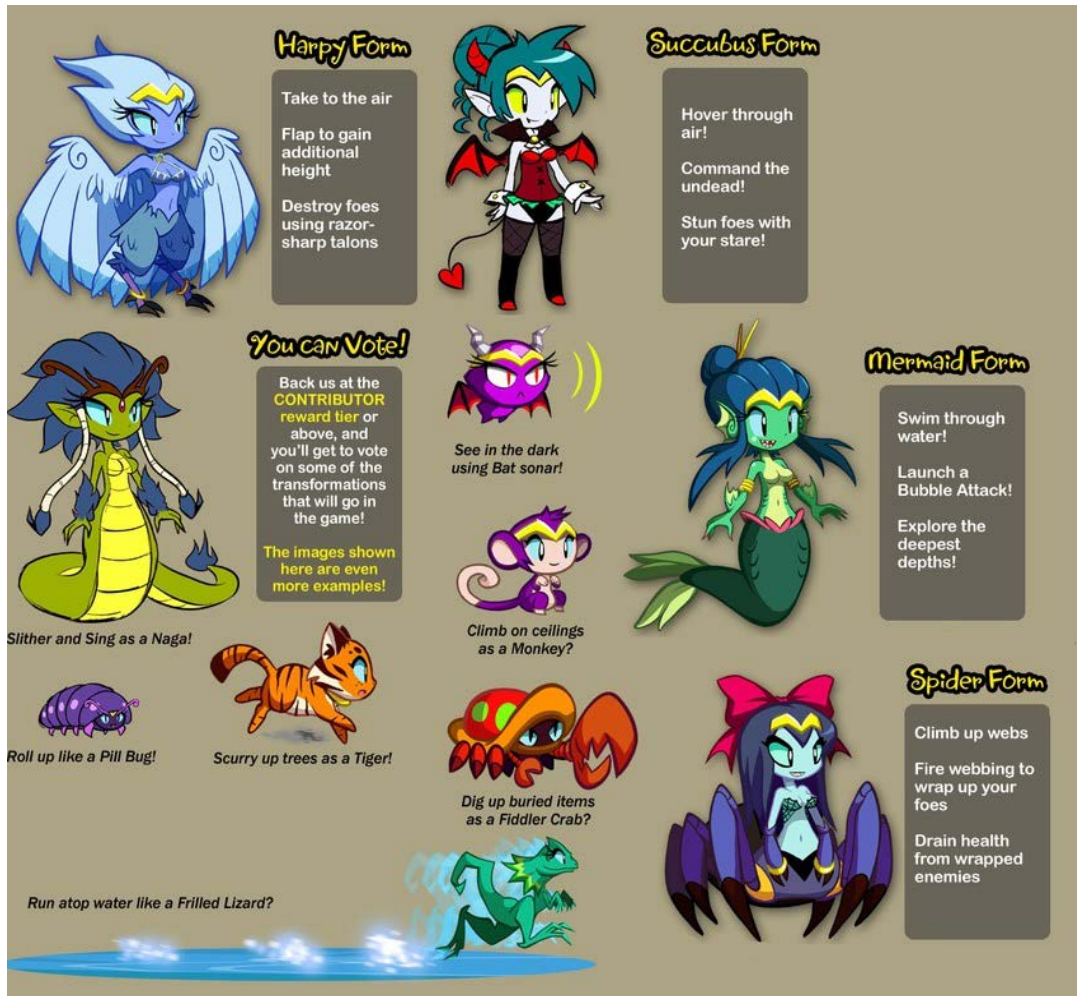 Harpy Form
Take to the air
Flap to gain
additional
height
Destroy foes
using razor-
sharp talons
Succubus Form
Hover through
air!
Command the
undead!
Stun foes with
your stare!
You can Vote!
Back us at the
CONTRIBUTOR
reward tier or
above, and
you'll get to vote
on some of the
transformations
that will go in
the game!
The images shown
here are even
more examples!
See in the dark
using Bat sonar!
Mermaid Form
Swim through
water!
Launch a
Bubble Attack!
Explore the
deepest
depths!
Slither and Sing as a Naga!
Climb on ceilings
as a Monkey?
Roll up like a Pill Bug!
Scurry up trees as a Tiger!
Dig up buried items
as a Fiddler Crab?
Spider Form
Climb up webs
Fire webbing to
wrap up your
foes
Drain health
from wrapped
enemies
Run atop water like a Frilled Lizard?